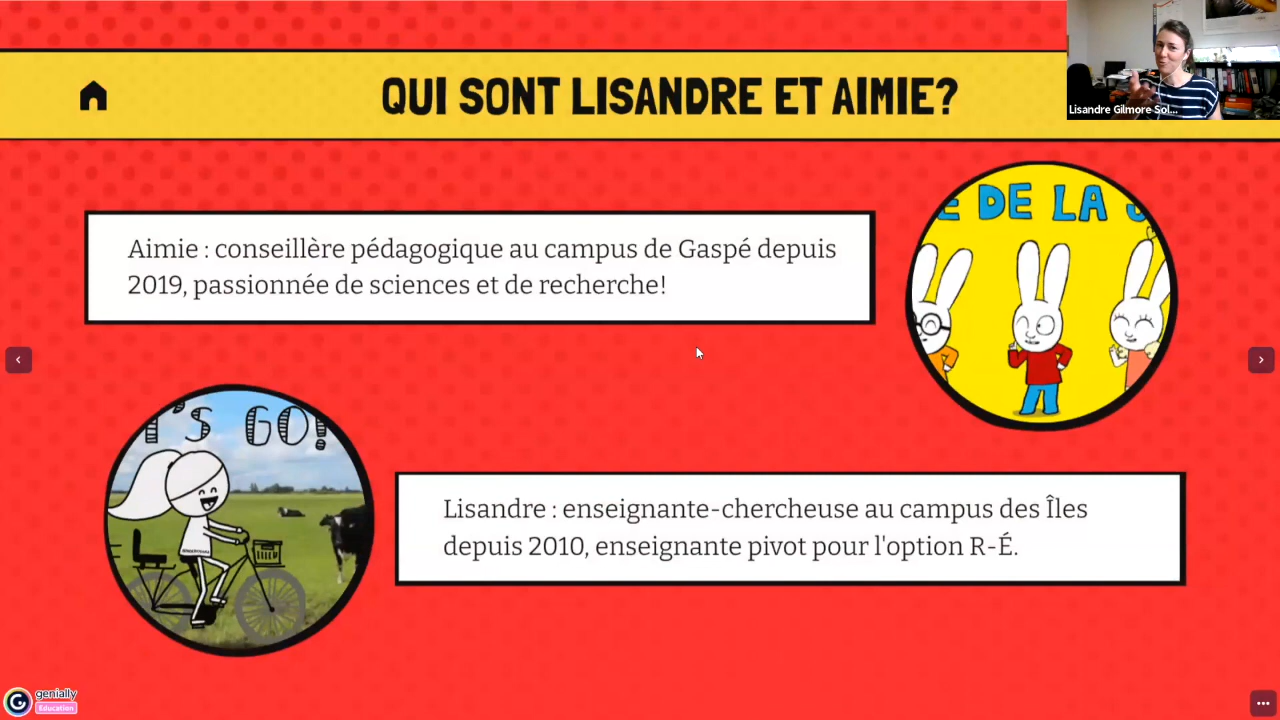 QUI SONT LISANDRE ET AIMIE?
Lisandre Gilmore Sol...
Aimie : conseillère pédagogique au campus de Gaspé depuis
2019, passionnée de sciences et de recherche!
E DE LA
T'S GO!
Lisandre : enseignante-chercheuse au campus des Îles
depuis 2010, enseignante pivot pour l'option R-É.
genially
Education